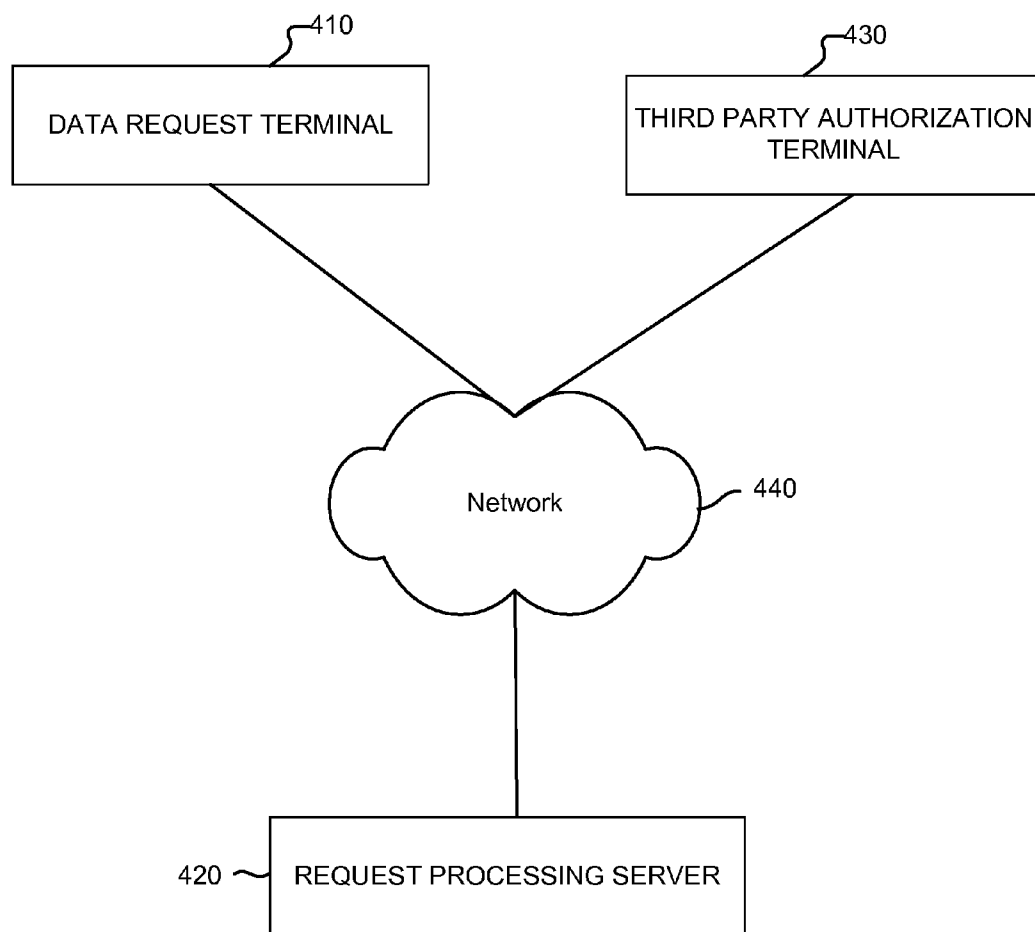 410
430
DATA REQUEST TERMINAL
THIRD PARTY AUTHORIZATION
TERMINAL
Network
440
420
REQUEST PROCESSING SERVER